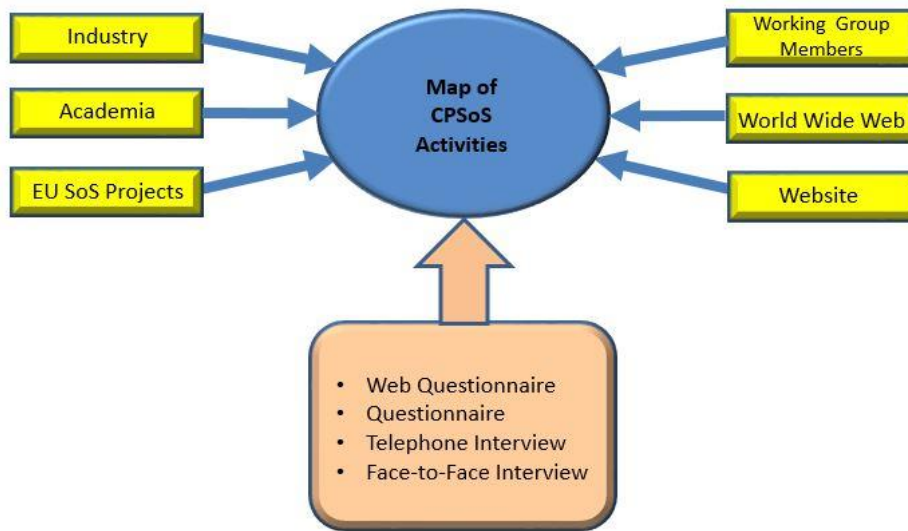 Industry
Academia
EU SoS Projects
Map of
CPSoS
Activities
Working Group
Members
World Wide Web
Website
• Web Questionnaire
• Questionnaire
• Telephone Interview
• Face-to-Face Interview